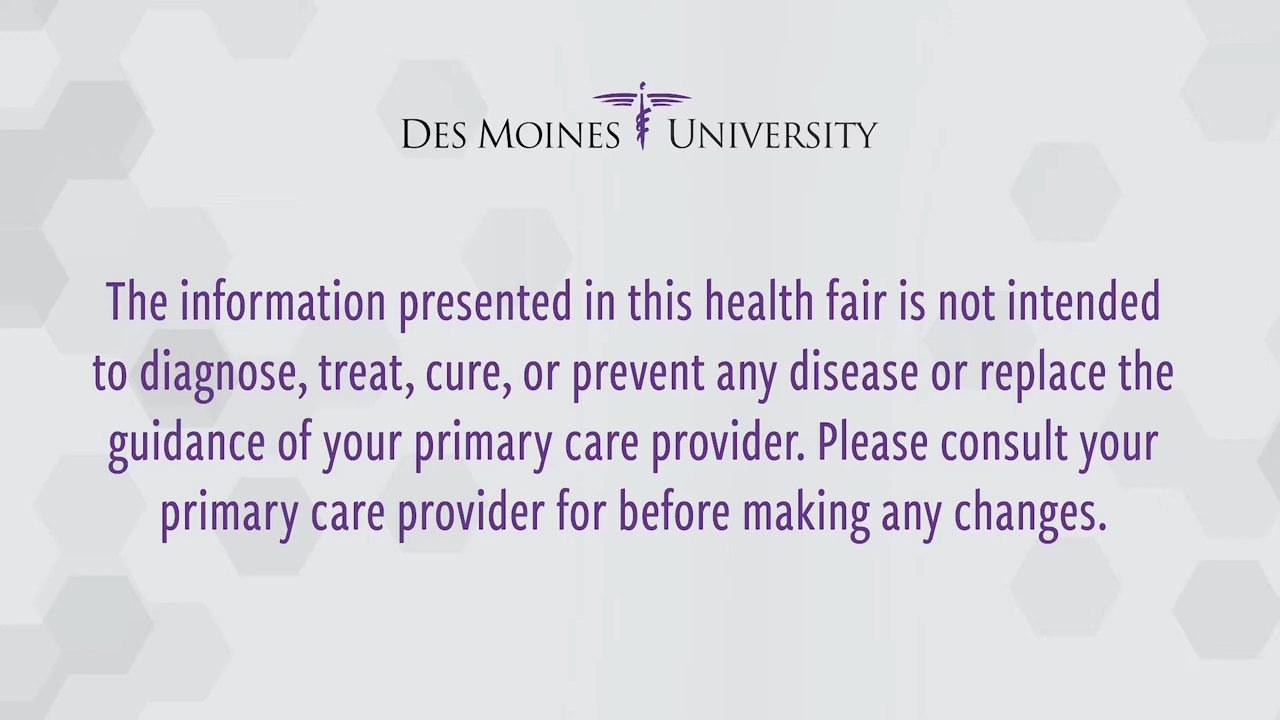 DES MOINES UNIVERSITY
The information presented in this health fair is not intended
to diagnose, treat, cure, or prevent any disease or replace the
guidance of your primary care provider. Please consult your
primary care provider for before making any changes.